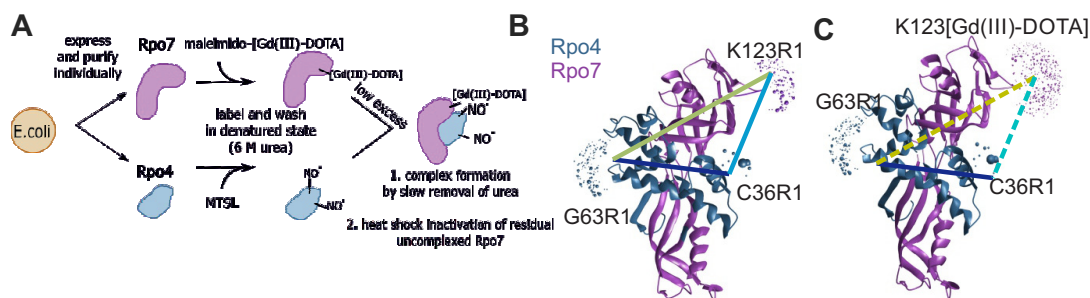 A
express
and purify
individually
Rpo7
maleimido-[Gd(III)-DOTA]
[Gd(III)-DOTA]
E.coli
label and wash
in denatured state
(6 M urea)
low excess
[Gd(III)-DOTA]
NO•
NO•
Rpo4
MTSL
NO•
NO•
1. complex formation
by slow removal of urea
2. heat shock inactivation of residual
uncomplexed Rpo7
B
Rpo4
Rpo7
K123R1
C36R1
G63R1
C
K123[Gd(III)-DOTA]
G63R1
C36R1